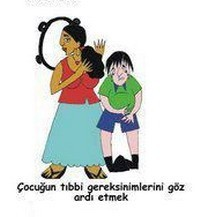 Çocuğun tıbbi gereksinimlerini göz
ardı etmek